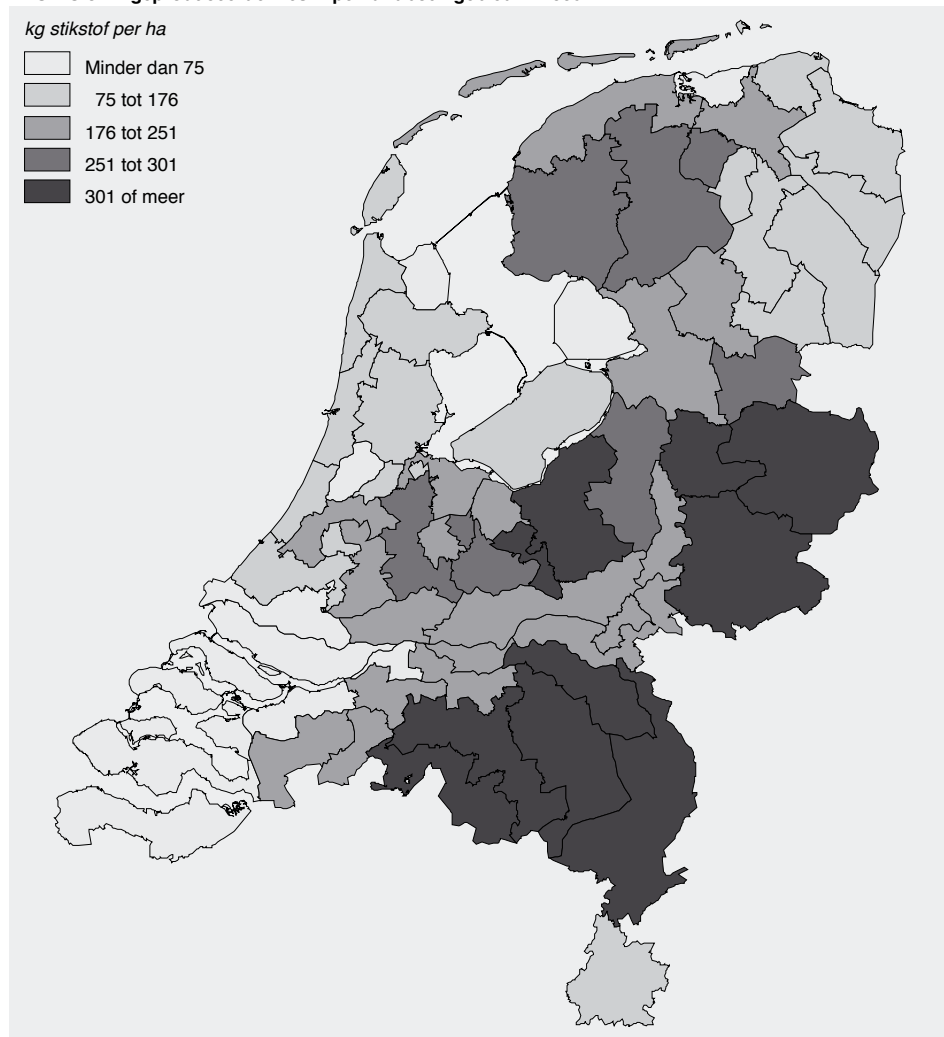 kg stikstof per ha
Minder dan 75
75 tot 176
176 tot 251
251 tot 301
301 of meer